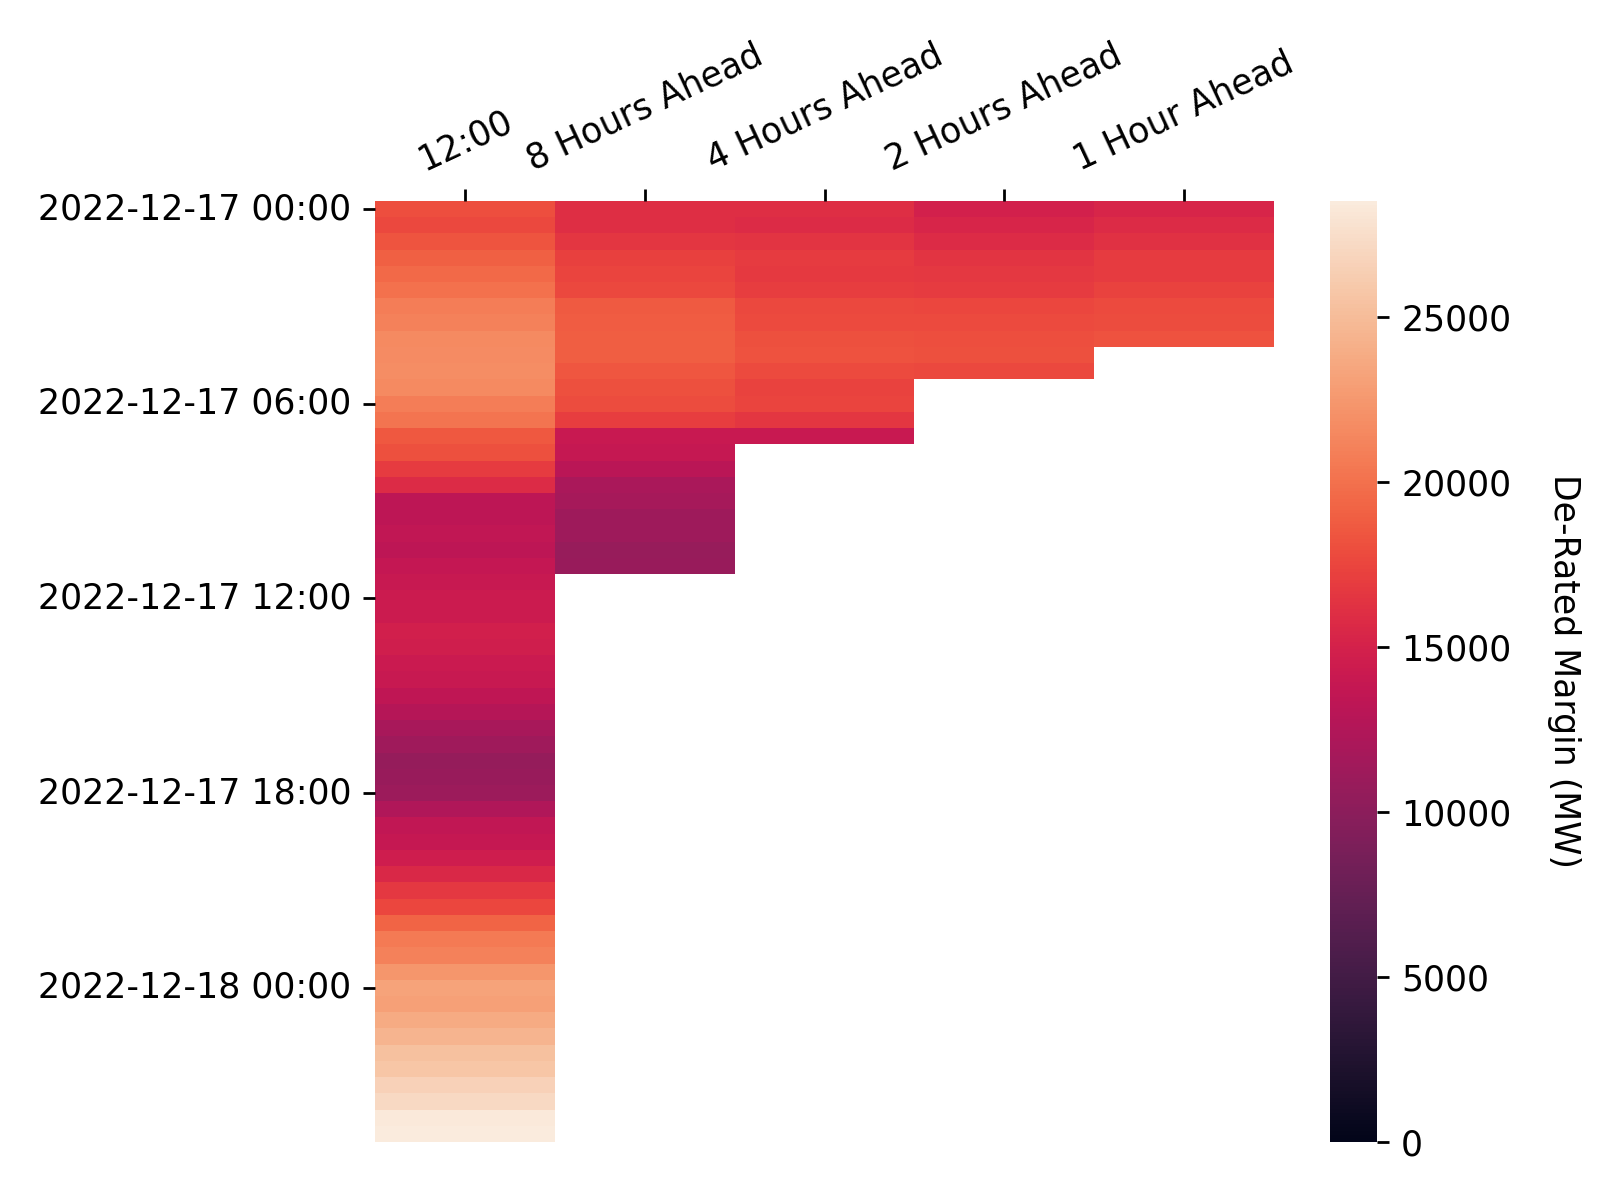 12:00
8 Hours Ahead
4 Hours Ahead
2 Hours Ahead
1 Hour Ahead
2022-12-17 00:00
2022-12-17 06:00
2022-12-17 12:00
2022-12-17 18:00
2022-12-18 00:00
25000
20000
15000
10000
5000
0
De-Rated Margin (MW)